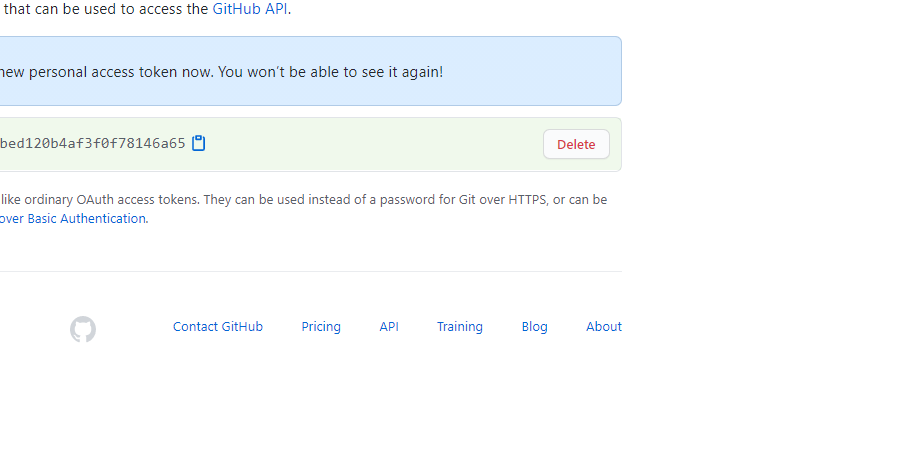 that can be used to access the GitHub API.
new personal access token now. You won't be able to see it again!
bed120b4af3f0f78146a65
Delete
like ordinary OAuth access tokens. They can be used instead of a password for Git over HTTPS, or can be
over Basic Authentication.
Contact GitHub Pricing API Training Blog About